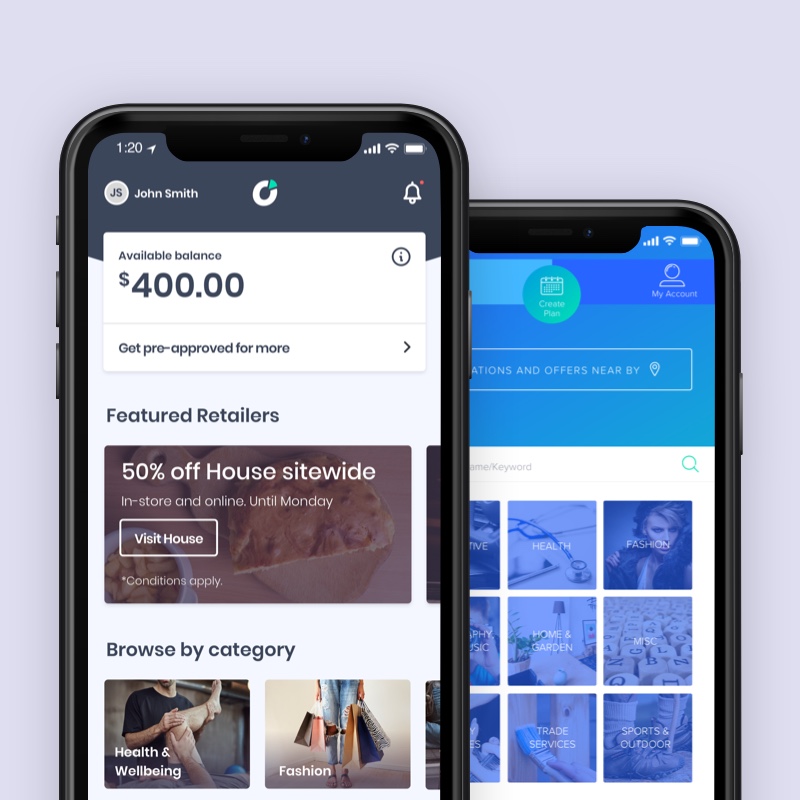 1:20
JS John Smith
Available balance
$400.00
Get pre-approved for more
Featured Retailers
50% off House sitewide
In-store and online. Until Monday
Visit House
*Conditions apply.
Browse by category
Health &
Wellbeing
Fashion
Create
Plan
My Account
ATIONS AND OFFERS NEAR BY
ame/Keyword
TIVE
HEALTH
FASHION
APHY,
USIC
HOME &
GARDEN
MISC
Y
ES
TRADE
SERVICES
SPORTS &
OUTDOOR